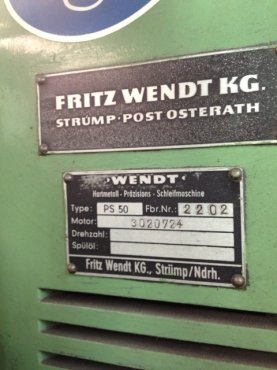 FRITZ WENDT KG.
STRÜMP·POST OSTERATH
·WENDT·
Hartmetall-Präzisions-Schleifmaschine
Type: PS 50 Fbr.Nr.: 2202
Motor: 3020724
Drehzahl:
Spülöl:
Fritz Wendt KG., Strümp/Ndrh.